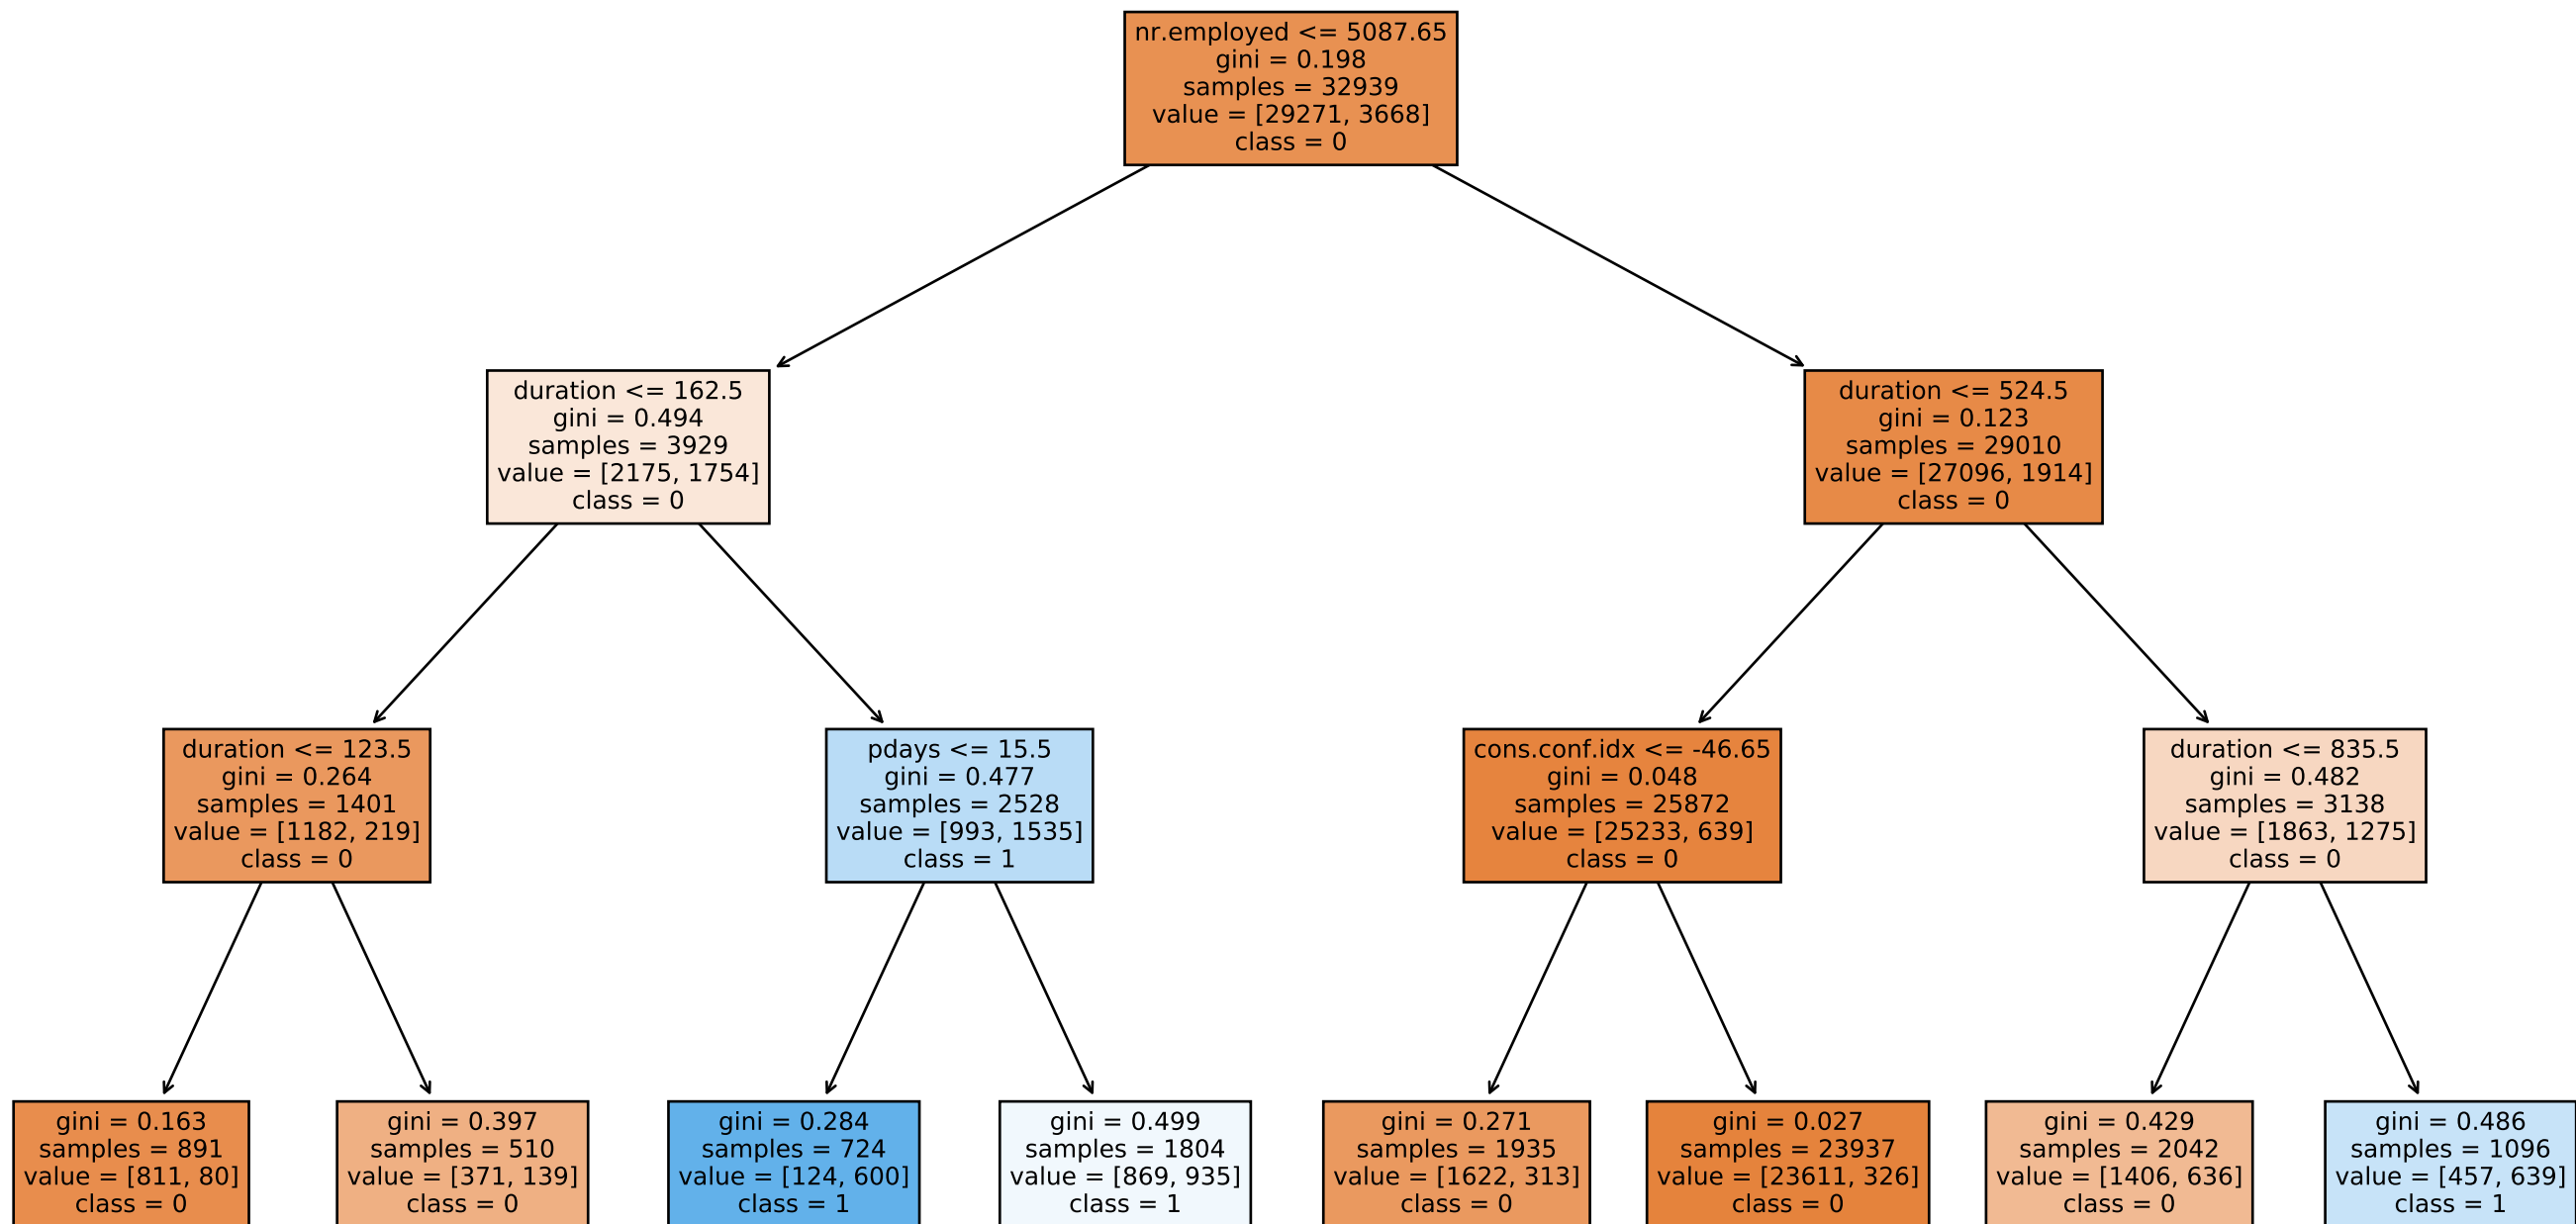 nr.employed <= 5087.65
gini = 0.198
samples = 32939
value = [29271, 3668]
class = 0
duration <= 162.5
gini = 0.494
samples = 3929
value = [2175, 1754]
class = 0
duration <= 524.5
gini = 0.123
samples = 29010
value = [27096, 1914]
class = 0
duration <= 123.5
gini = 0.264
samples = 1401
value = [1182, 219]
class = 0
pdays <= 15.5
gini = 0.477
samples = 2528
value = [993, 1535]
class = 1
cons.conf.idx <= -46.65
gini = 0.048
samples = 25872
value = [25233, 639]
class = 0
duration <= 835.5
gini = 0.482
samples = 3138
value = [1863, 1275]
class = 0
gini = 0.163
samples = 891
value = [811, 80]
class = 0
gini = 0.397
samples = 510
value = [371, 139]
class = 0
gini = 0.284
samples = 724
value = [124, 600]
class = 1
gini = 0.499
samples = 1804
value = [869, 935]
class = 1
gini = 0.271
samples = 1935
value = [1622, 313]
class = 0
gini = 0.027
samples = 23937
value = [23611, 326]
class = 0
gini = 0.429
samples = 2042
value = [1406, 636]
class = 0
gini = 0.486
samples = 1096
value = [457, 639]
class = 1